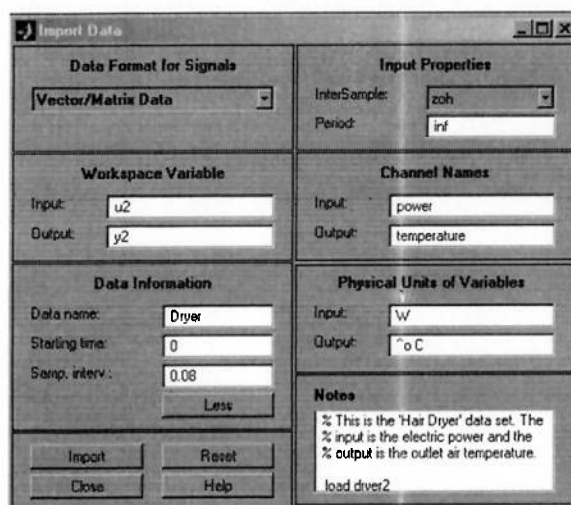 Import Data
Data Format for Signals
Vector/Matrix Data
Input Properties
InterSample: zoh
Period: inf
Workspace Variable
Input: u2
Output: y2
Channel Names
Input: power
Output: temperature
Data Information
Data name: Dryer
Starting time: 0
Samp. interv.: 0.08
Less
Physical Units of Variables
Input: W
Output: ^o C
Import Reset
Close Help
Notes
% This is the 'Hair Dryer' data set. The
% input is the electric power and the
% output is the outlet air temperature.
load dryer2